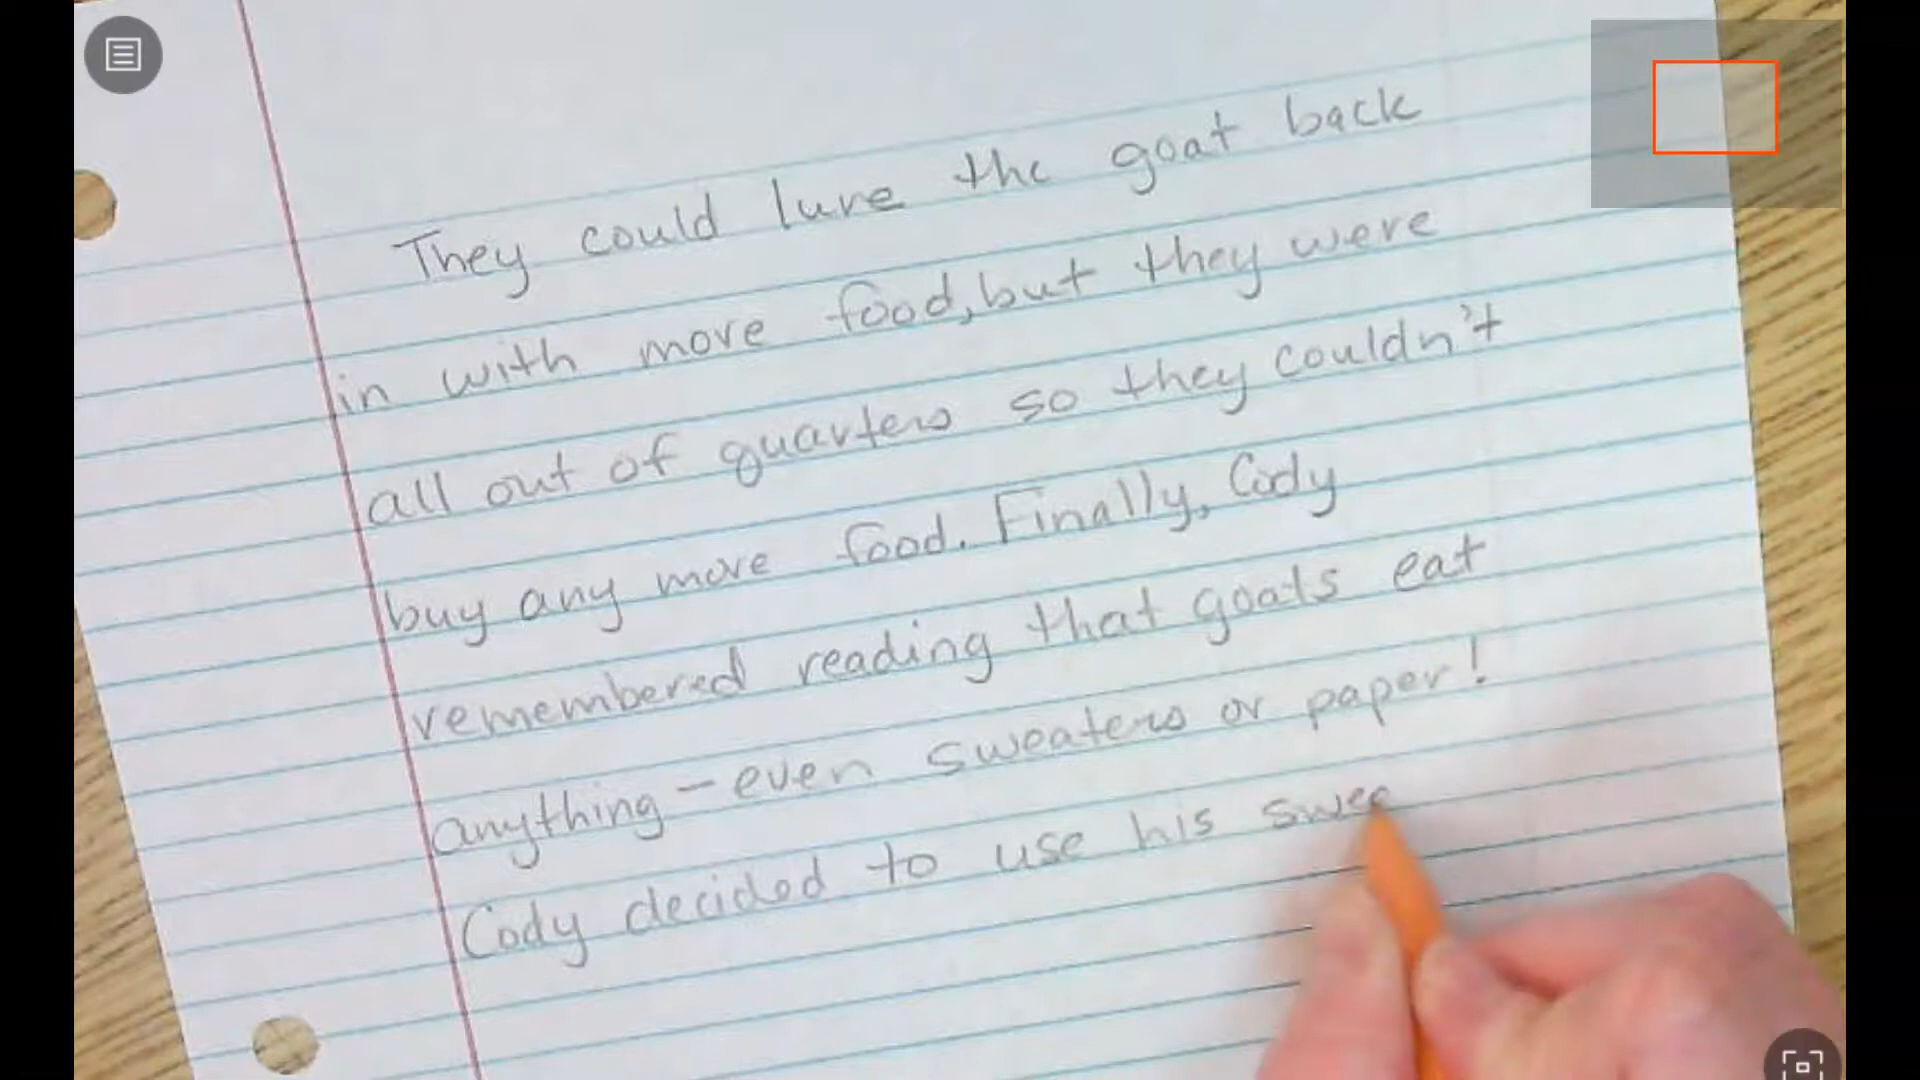 They could lure the goat back
in with more food, but they were
all out of quarters so they couldn't
buy any more food. Finally, Cody
remembered reading that goats eat
anything - even sweaters or paper!
Cody decided to use his swea